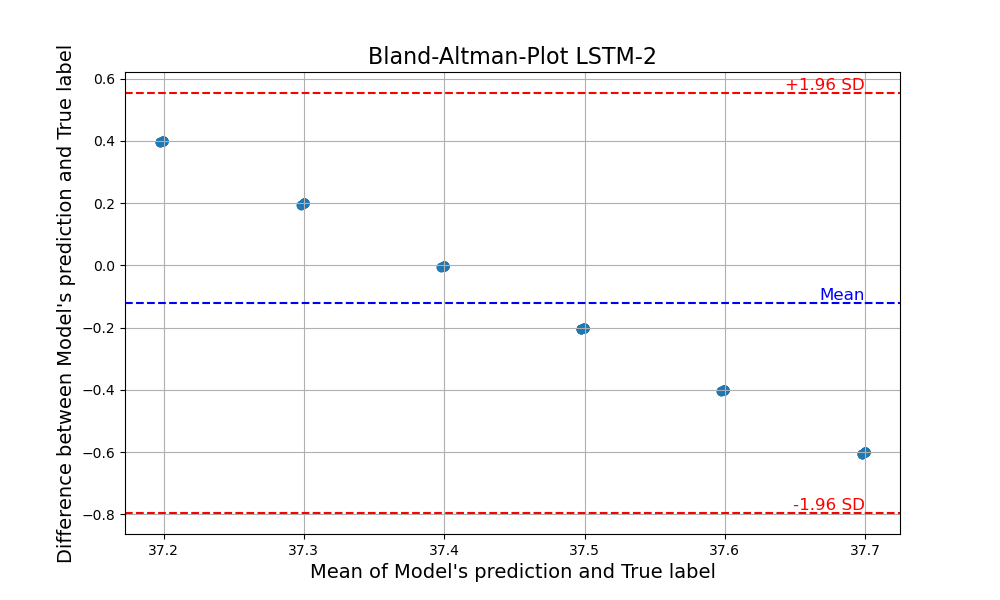 Bland-Altman-Plot LSTM-2
Difference between Model's prediction and True label
0.6
0.4
0.2
0.0
−0.2
−0.4
−0.6
−0.8
+1.96 SD
Mean
-1.96 SD
37.2 37.3 37.4 37.5 37.6 37.7
Mean of Model's prediction and True label